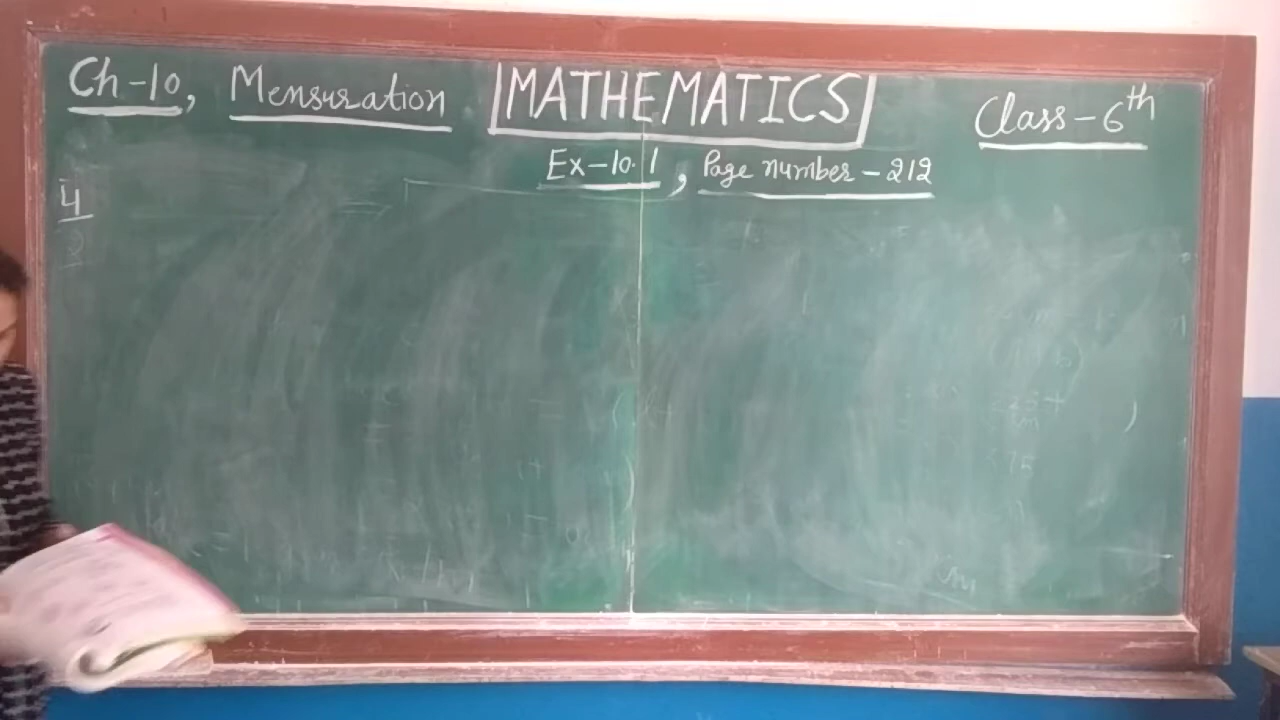 Ch-10, Mensuration MATHEMATICS Class-6th
Ex-10.1, Page number-212
4